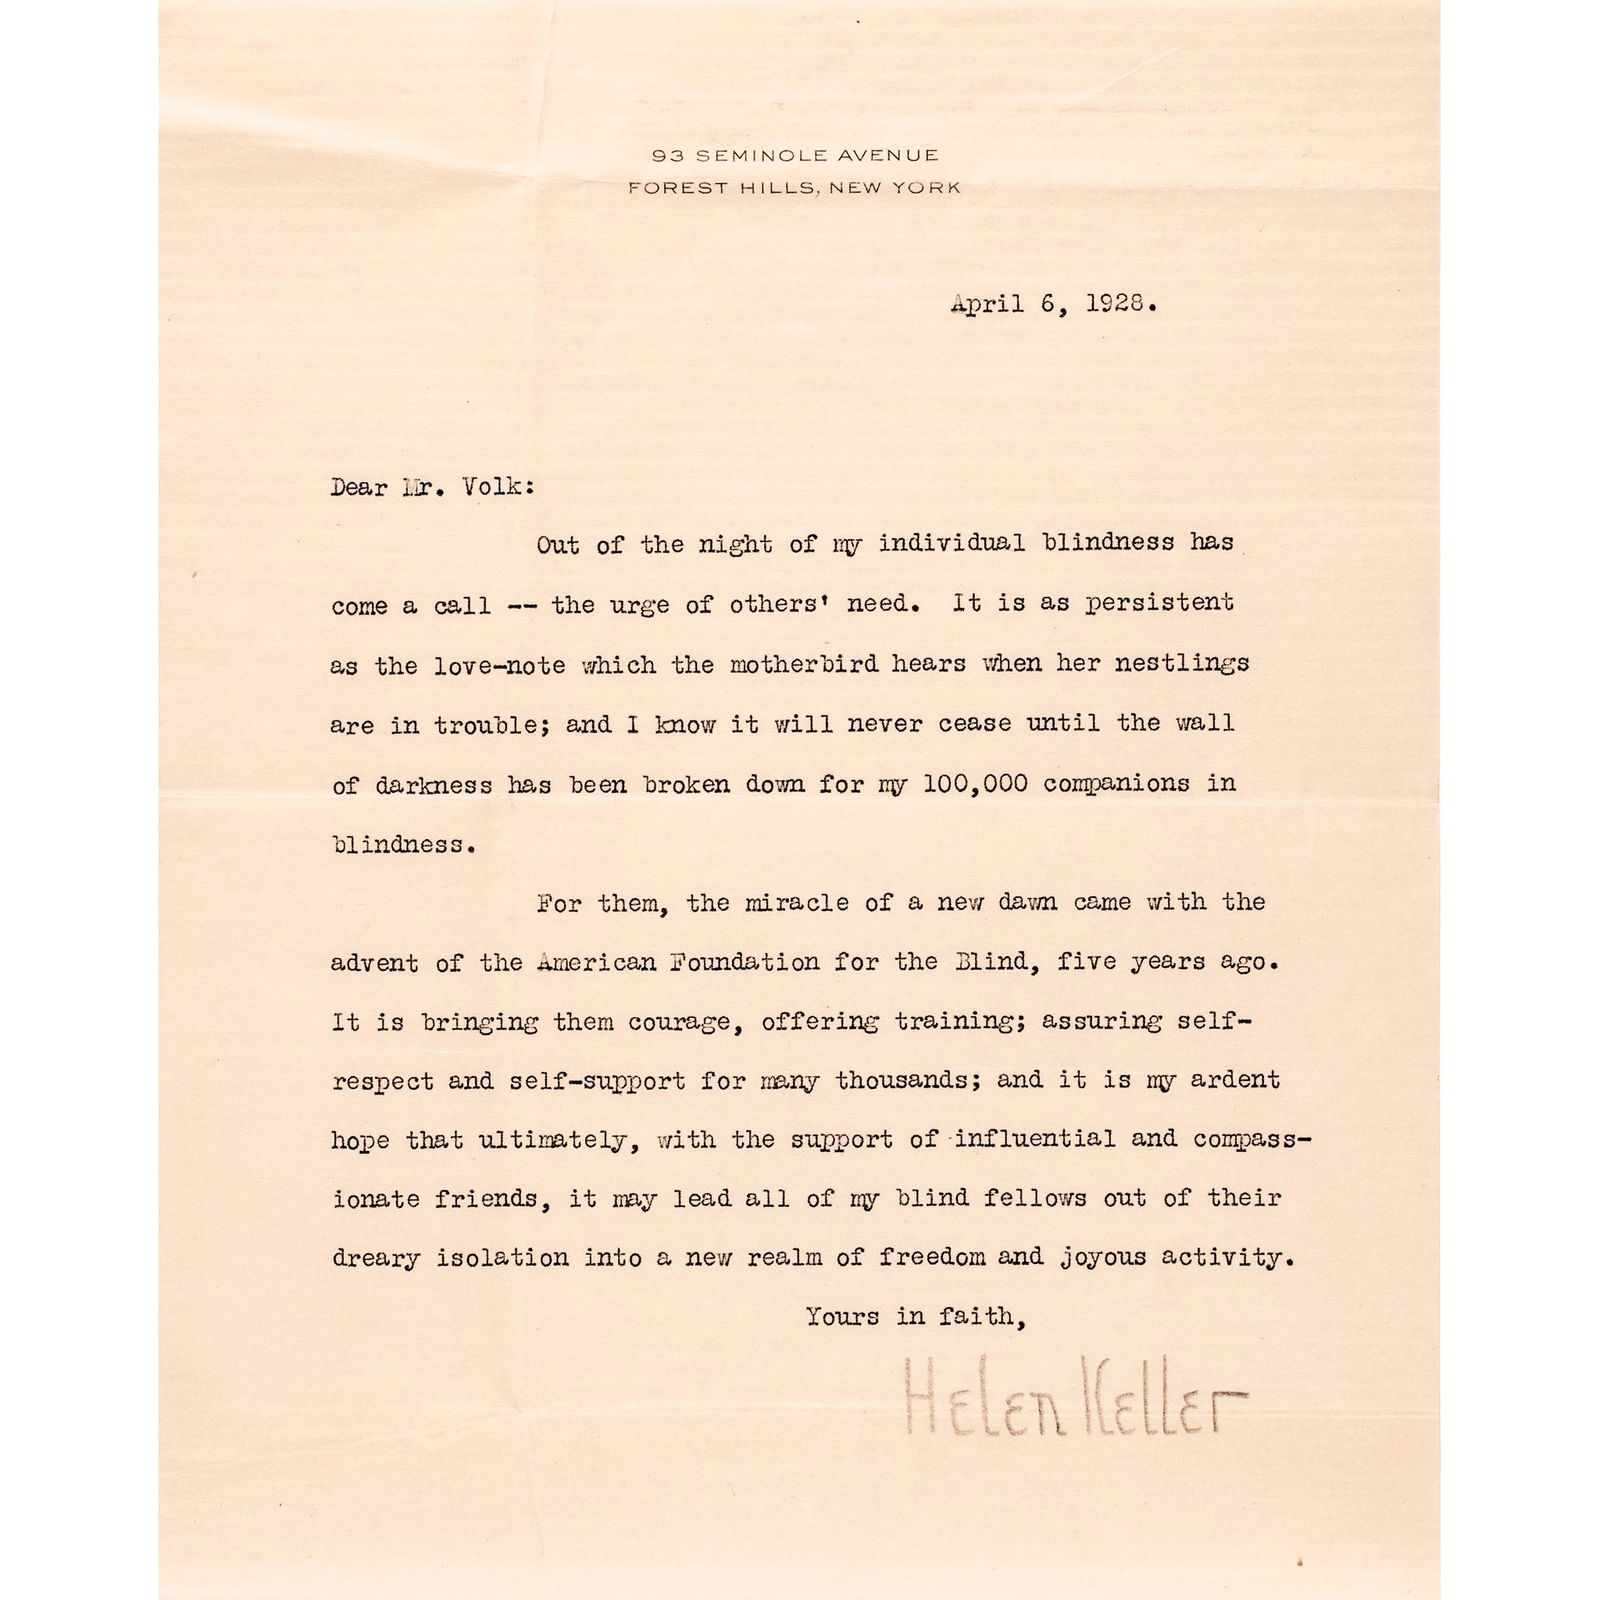 93 SEMINOLE AVENUE
FOREST HILLS, NEW YORK
April 6, 1928.
Dear Mr. Volk:
Out of the night of my individual blindness has
come a call -- the urge of others' need. It is as persistent
as the love-note which the motherbird hears when her nestlings
are in trouble; and I know it will never cease until the wall
of darkness has been broken down for my 100,000 companions in
blindness.
For them, the miracle of a new dawn came with the
advent of the American Foundation for the Blind, five years ago.
It is bringing them courage, offering training; assuring self-
respect and self-support for many thousands; and it is my ardent
hope that ultimately, with the support of influential and compass-
ionate friends, it may lead all of my blind fellows out of their
dreary isolation into a new realm of freedom and joyous activity.
Yours in faith,
Helen Keller